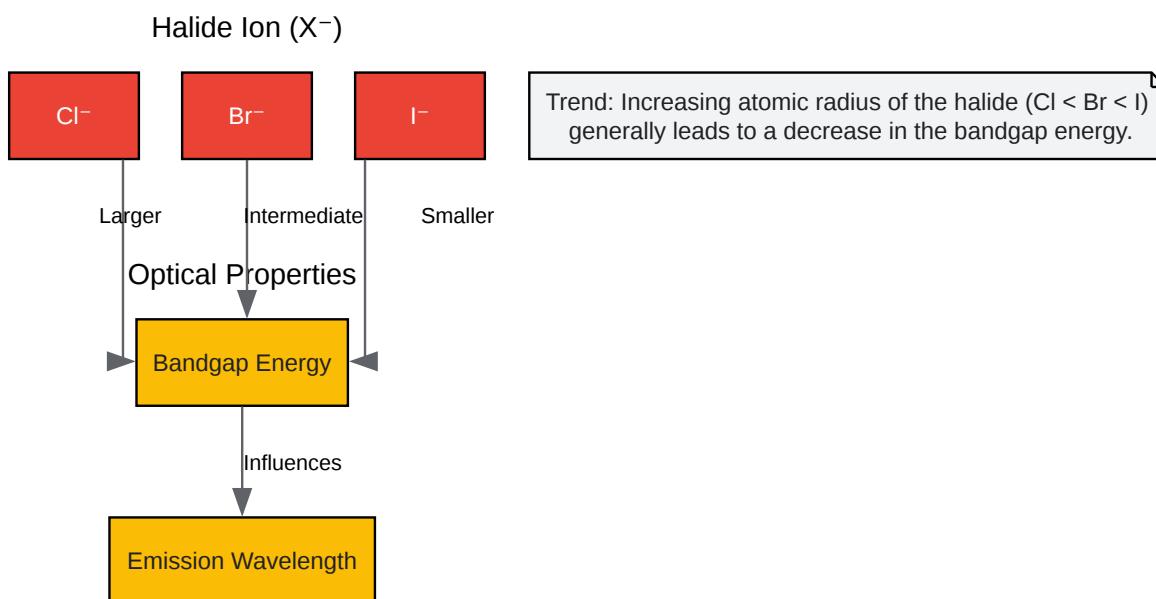 Halide Ion (X⁻)
Cl⁻
Br⁻
I⁻
Trend: Increasing atomic radius of the halide (Cl < Br < I)
generally leads to a decrease in the bandgap energy.
Larger
Intermediate
Smaller
Optical Properties
Bandgap Energy
Influences
Emission Wavelength